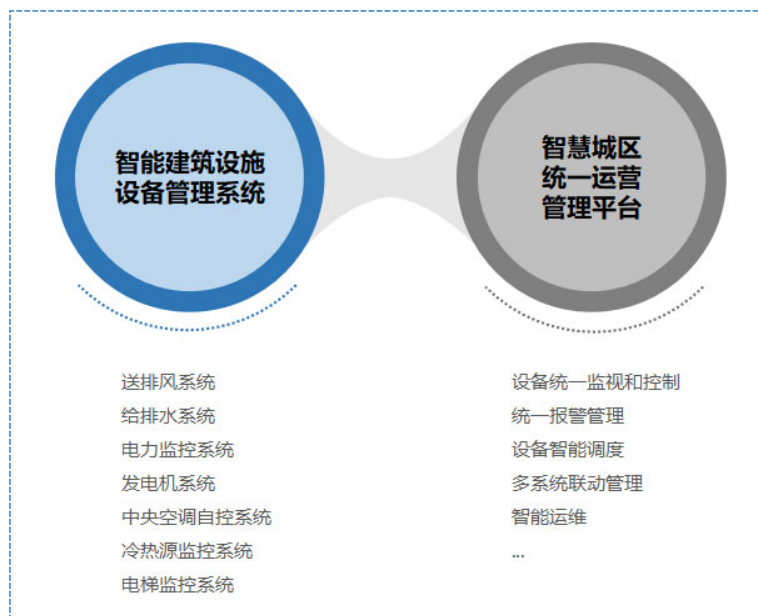 智能建筑设施
设备管理系统
智慧城区
统一运营
管理平台
送排风系统
给排水系统
电力监控系统
发电机系统
中央空调自控系统
冷热源监控系统
电梯监控系统
设备统一监视和控制
统一报警管理
设备智能调度
多系统联动管理
智能运维
...